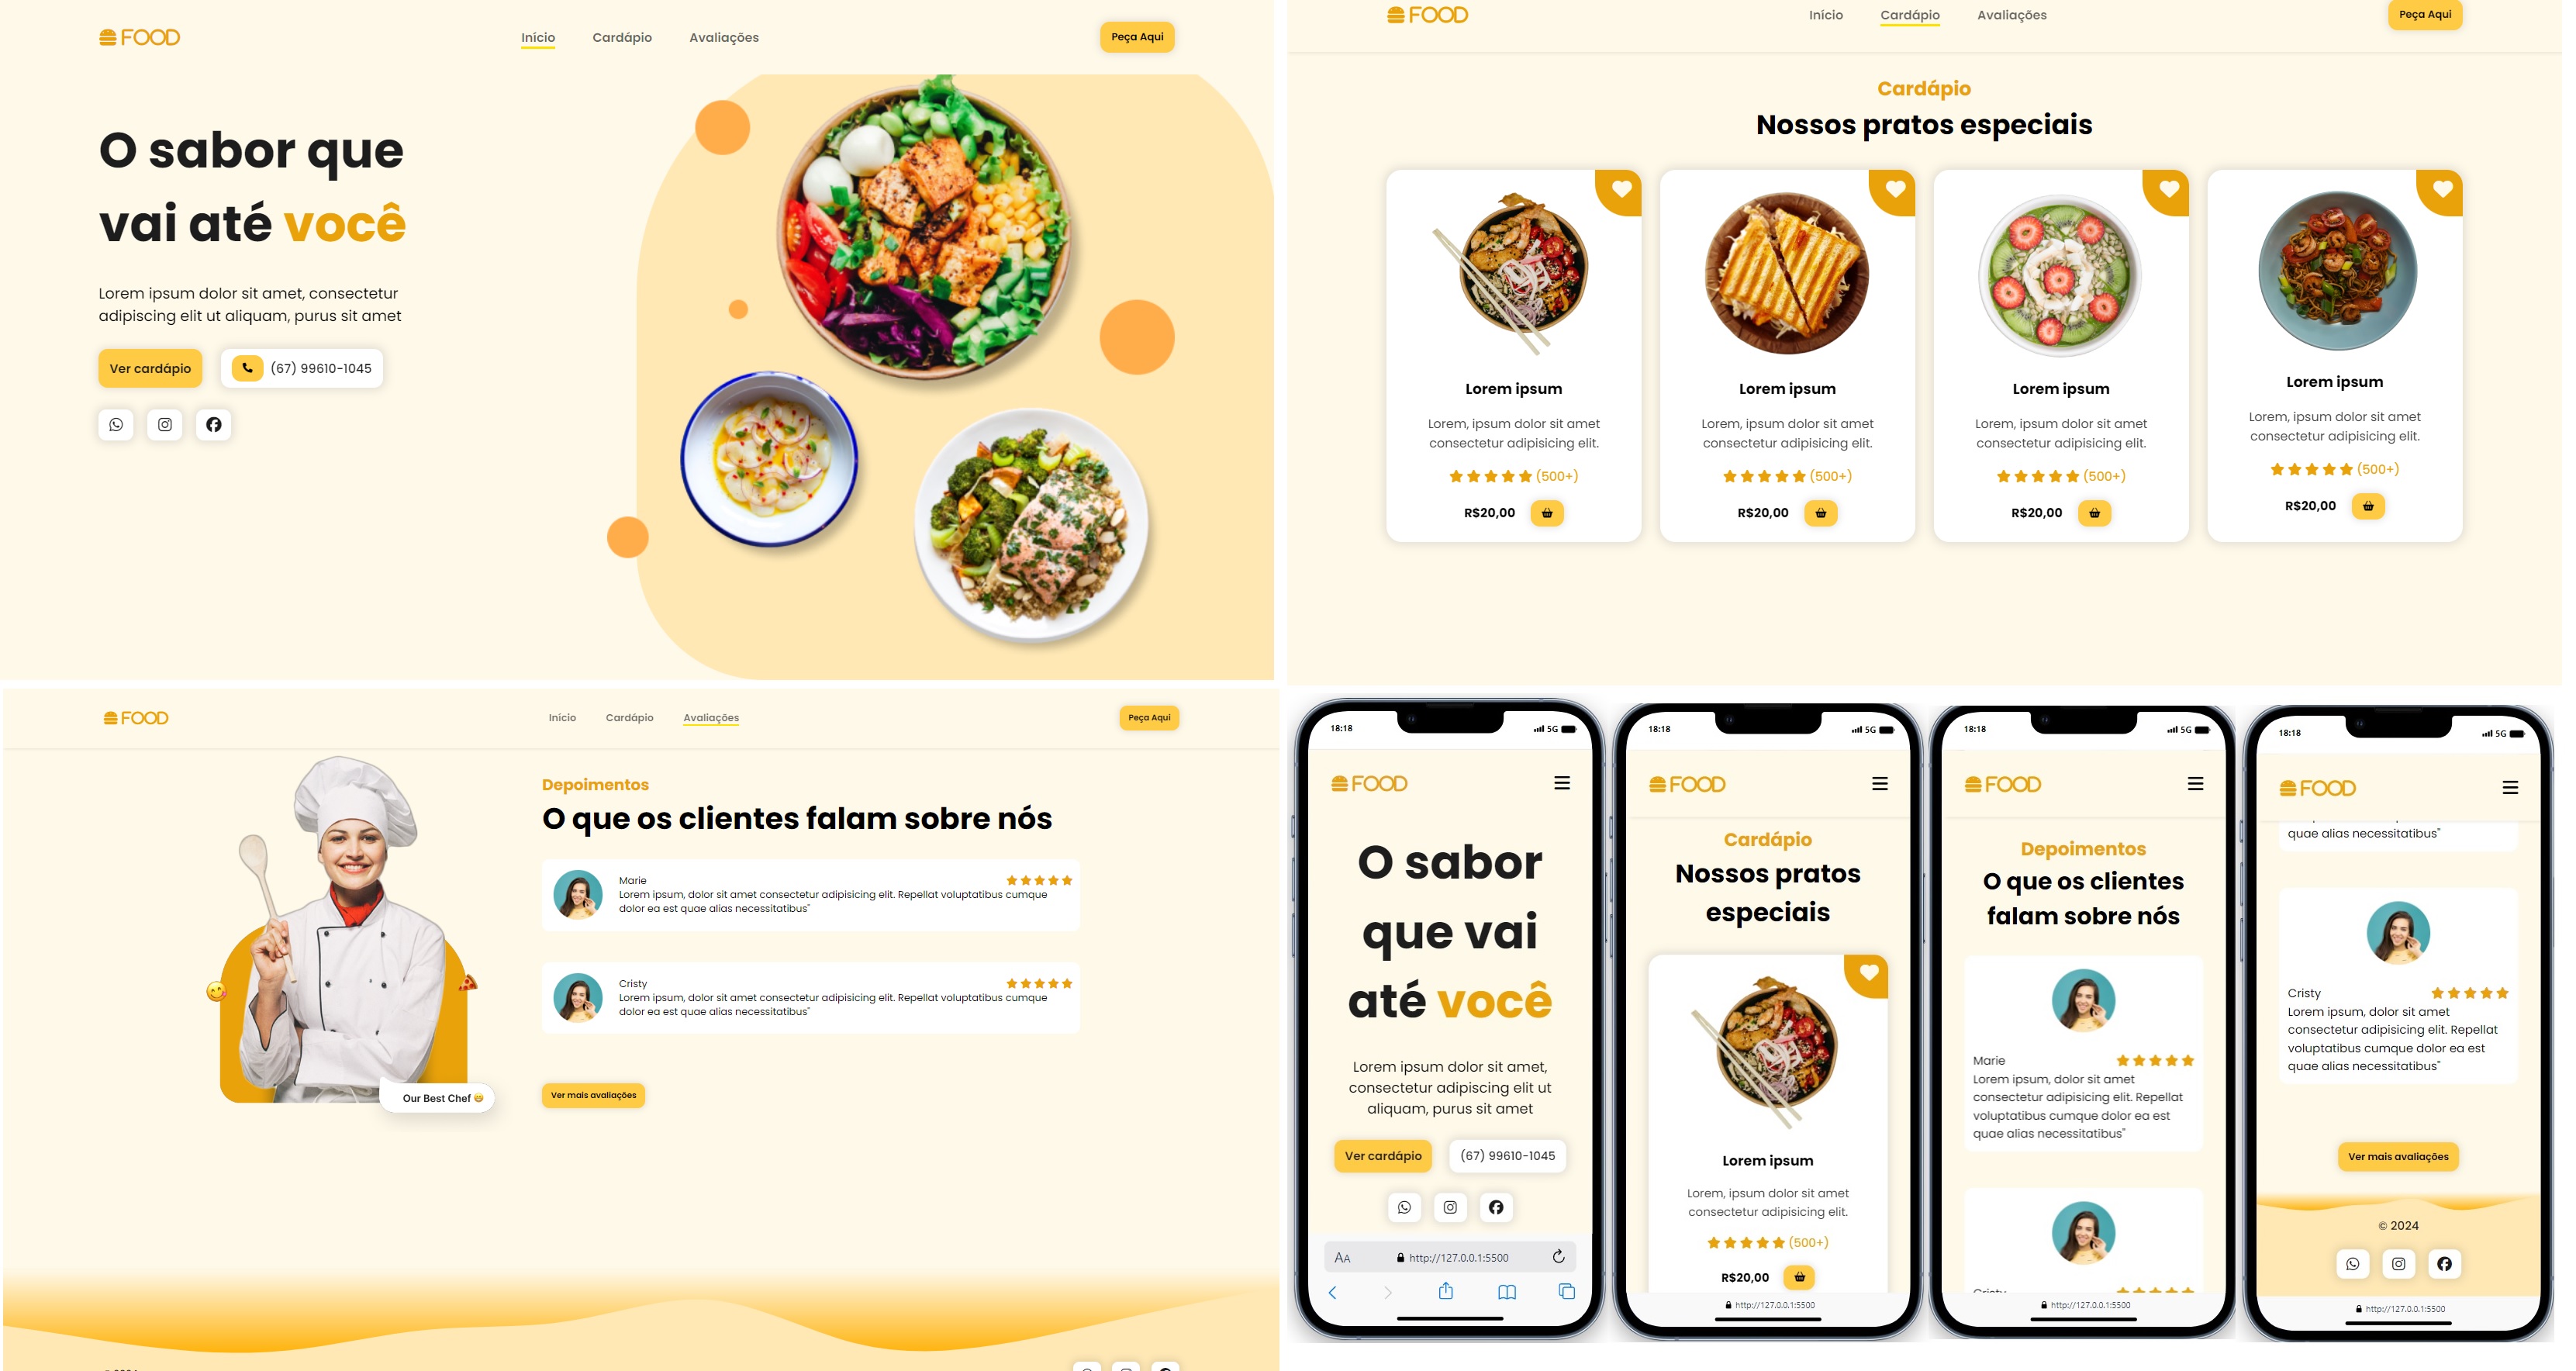 FOOD
Início Cardápio Avaliações
Peça Aqui
O sabor que
vai até você
Lorem ipsum dolor sit amet, consectetur
adipiscing elit ut aliquam, purus sit amet
Ver cardápio
(67) 99610-1045
FOOD
Início Cardápio Avaliações
Peça Aqui
Cardápio
Nossos pratos especiais
Lorem ipsum
Lorem, ipsum dolor sit amet
consectetur adipisicing elit.
(500+)
R$20,00
Lorem ipsum
Lorem, ipsum dolor sit amet
consectetur adipisicing elit.
(500+)
R$20,00
Lorem ipsum
Lorem, ipsum dolor sit amet
consectetur adipisicing elit.
(500+)
R$20,00
Lorem ipsum
Lorem, ipsum dolor sit amet
consectetur adipisicing elit.
(500+)
R$20,00
FOOD
Início Cardápio Avaliações
Peça Aqui
Our Best Chef
Depoimentos
O que os clientes falam sobre nós
Marie
Lorem ipsum, dolor sit amet consectetur adipisicing elit. Repellat voluptatibus cumque
dolor ea est quae alias necessitatibus"
Cristy
Lorem ipsum, dolor sit amet consectetur adipisicing elit. Repellat voluptatibus cumque
dolor ea est quae alias necessitatibus"
Ver mais avaliações
18:18
5G
FOOD
O sabor
que vai
até você
Lorem ipsum dolor sit amet,
consectetur adipiscing elit ut
aliquam, purus sit amet
Ver cardápio
(67) 99610-1045
AA
http://127.0.0.1:5500
18:18
5G
FOOD
Cardápio
Nossos pratos
especiais
Lorem ipsum
Lorem, ipsum dolor sit amet
consectetur adipisicing elit.
(500+)
R$20,00
http://127.0.0.1:5500
18:18
5G
FOOD
Depoimentos
O que os clientes
falam sobre nós
Marie
Lorem ipsum, dolor sit amet
consectetur adipisicing elit. Repellat
voluptatibus cumque dolor ea est
quae alias necessitatibus"
http://127.0.0.1:5500
18:18
5G
FOOD
quae alias necessitatibus"
Cristy
Lorem ipsum, dolor sit amet
consectetur adipisicing elit. Repellat
voluptatibus cumque dolor ea est
quae alias necessitatibus"
Ver mais avaliações
© 2024
http://127.0.0.1:5500